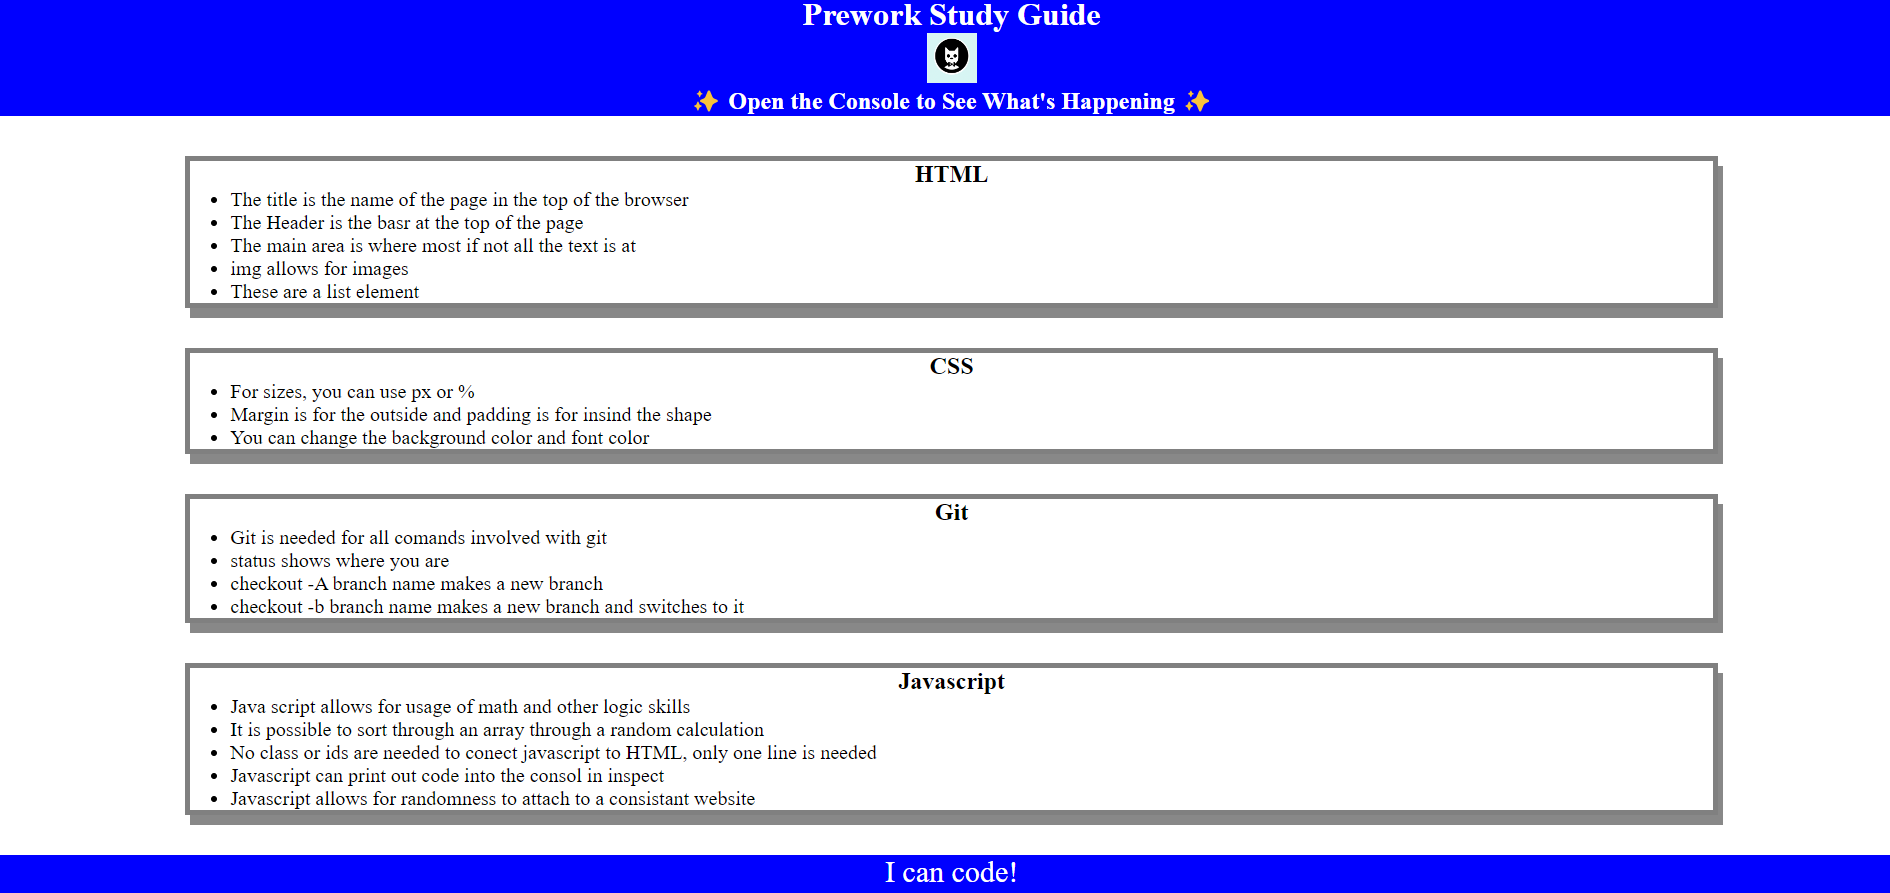 Prework Study Guide
✨ Open the Console to See What's Happening ✨
HTML
The title is the name of the page in the top of the browser
The Header is the basr at the top of the page
The main area is where most if not all the text is at
img allows for images
These are a list element
CSS
For sizes, you can use px or %
Margin is for the outside and padding is for insind the shape
You can change the background color and font color
Git
Git is needed for all comands involved with git
status shows where you are
checkout -A branch name makes a new branch
checkout -b branch name makes a new branch and switches to it
Javascript
Java script allows for usage of math and other logic skills
It is possible to sort through an array through a random calculation
No class or ids are needed to conect javascript to HTML, only one line is needed
Javascript can print out code into the consol in inspect
Javascript allows for randomness to attach to a consistant website
I can code!